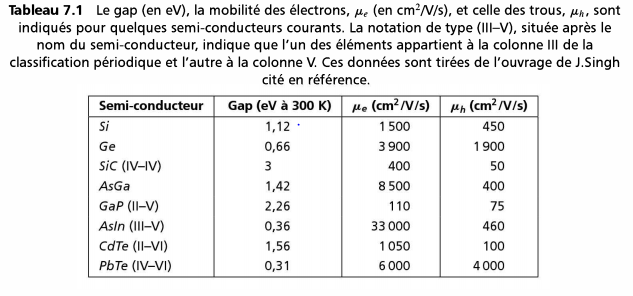 Tableau 7.1 Le gap (en eV), la mobilité des électrons, μe (en cm²/V/s), et celle des trous, μh, sont
indiqués pour quelques semi-conducteurs courants. La notation de type (III–V), située après le
nom du semi-conducteur, indique que l'un des éléments appartient à la colonne III de la
classification périodique et l'autre à la colonne V. Ces données sont tirées de l'ouvrage de J.Singh
cité en référence.
Semi-conducteur Gap (eV à 300 K) μe (cm²/V/s) μh (cm²/V/s)
Si 1,12 1 500 450
Ge 0,66 3 900 1 900
SiC (IV–IV) 3 400 50
AsGa 1,42 8 500 400
GaP (II–V) 2,26 110 75
AsIn (III–V) 0,36 33 000 460
CdTe (II–VI) 1,56 1 050 100
PbTe (IV–VI) 0,31 6 000 4 000